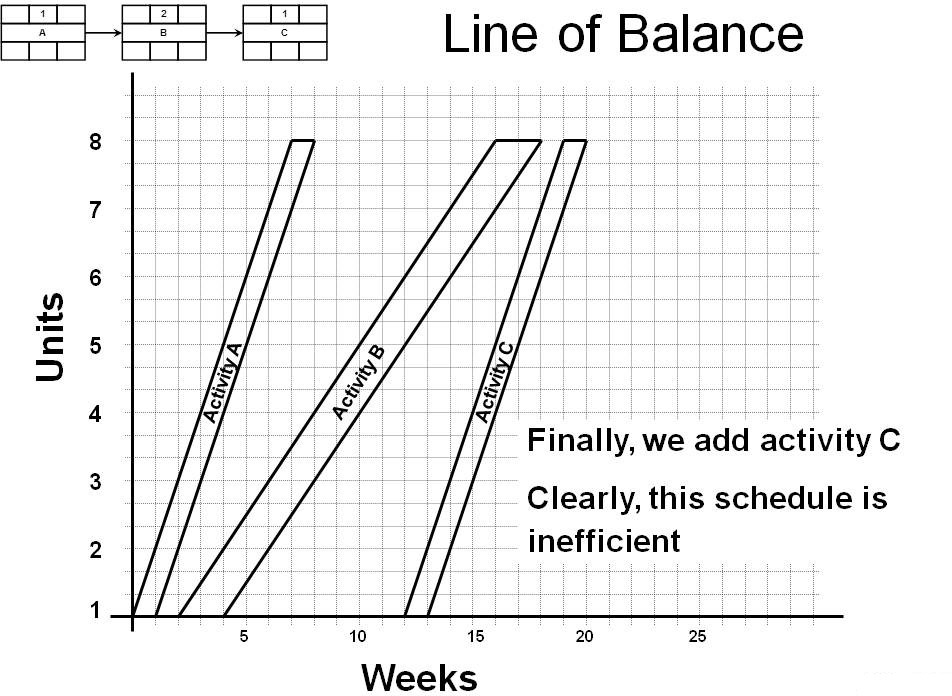 1 2 1
A B C
Line of Balance
8
7
6
5
4
3
2
1
Units
Activity A
Activity B
Activity C
Finally, we add activity C
Clearly, this schedule is
inefficient
5 10 15 20 25
Weeks